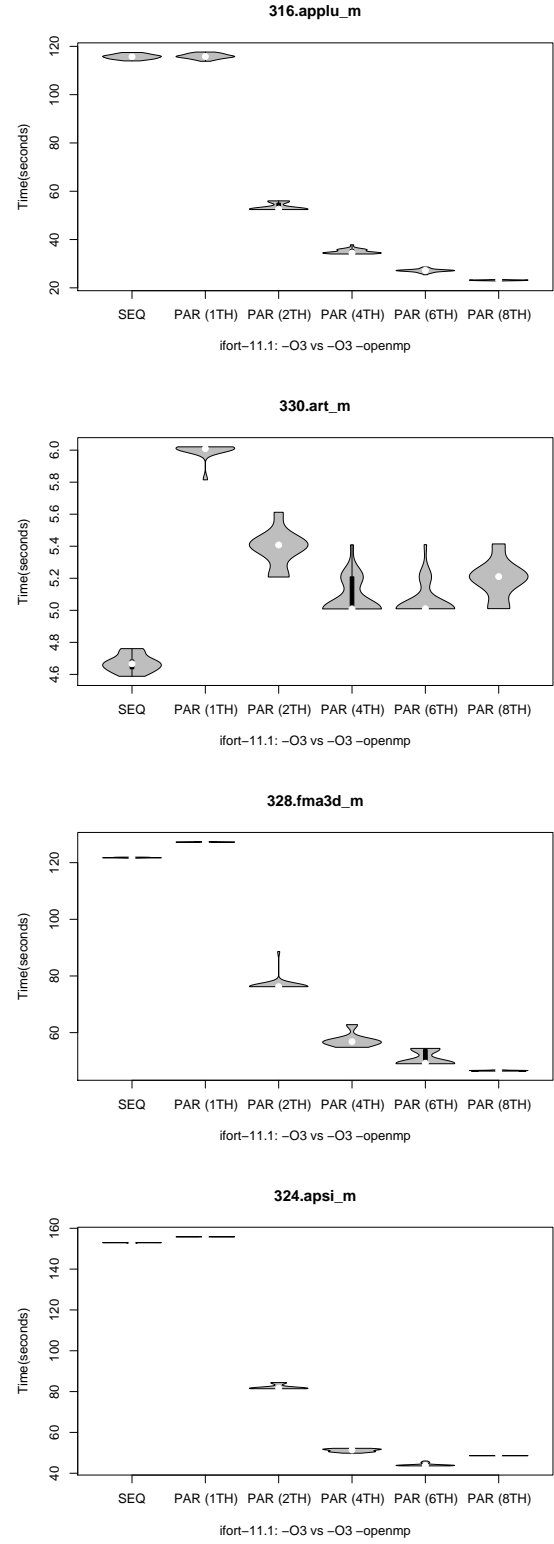 316.applu_m
Time(seconds)
120
100
80
60
40
20
SEQ PAR (1TH) PAR (2TH) PAR (4TH) PAR (6TH) PAR (8TH)
ifort−11.1: −O3 vs −O3 −openmp
330.art_m
Time(seconds)
6.0
5.8
5.6
5.4
5.2
5.0
4.8
4.6
SEQ PAR (1TH) PAR (2TH) PAR (4TH) PAR (6TH) PAR (8TH)
ifort−11.1: −O3 vs −O3 −openmp
328.fma3d_m
Time(seconds)
120
100
80
60
SEQ PAR (1TH) PAR (2TH) PAR (4TH) PAR (6TH) PAR (8TH)
ifort−11.1: −O3 vs −O3 −openmp
324.apsi_m
Time(seconds)
160
140
120
100
80
60
40
SEQ PAR (1TH) PAR (2TH) PAR (4TH) PAR (6TH) PAR (8TH)
ifort−11.1: −O3 vs −O3 −openmp